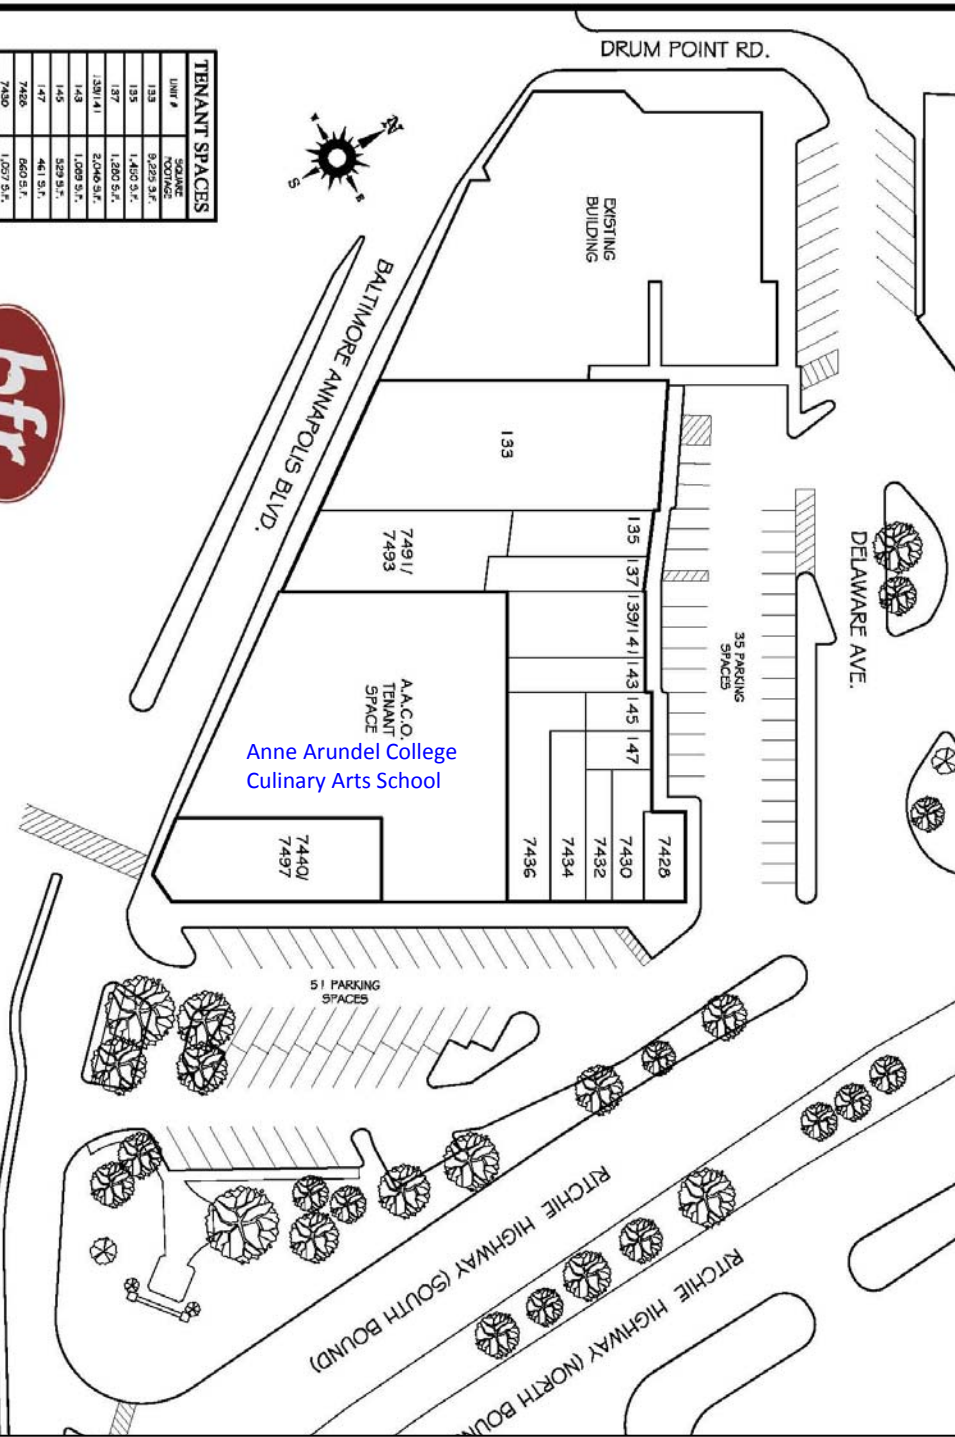 DRUM POINT RD.
TENANT SPACES
UNIT # SQUARE FOOTAGE
133 9,225 S.F.
135 1,450 S.F.
137 1,280 S.F.
139/141 2,048 S.F.
143 1,089 S.F.
145 529 S.F.
147 461 S.F.
7428 860 S.F.
7430 1,057 S.F.
N
E
S
W
EXISTING
BUILDING
BALTIMORE ANNAPOLIS BLVD.
bfr
133
135
7491/
7493
137
139/141
143
145
147
DELAWARE AVE.
35 PARKING
SPACES
A.A.C.O.
TENANT
SPACE
Anne Arundel College
Culinary Arts School
7440/
7497
7436
7434
7432
7430
7428
51 PARKING
SPACES
RITCHIE HIGHWAY (SOUTH BOUND)
RITCHIE HIGHWAY (NORTH BOUN